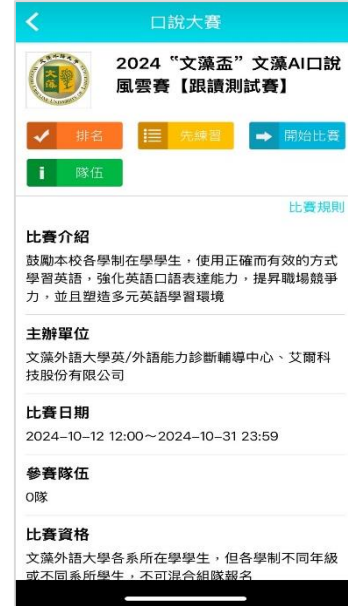 口說大賽
2024 “文藻盃” 文藻AI口說
風雲賽【跟讀測試賽】
排名
先練習
開始比賽
隊伍
比賽規則
比賽介紹
鼓勵本校各學制在學學生，使用正確而有效的方式
學習英語，強化英語口語表達能力，提昇職場競爭
力，並且塑造多元英語學習環境
主辦單位
文藻外語大學英/外語能力診斷輔導中心、艾爾科
技股份有限公司
比賽日期
2024-10-12 12:00～2024-10-31 23:59
參賽隊伍
0隊
比賽資格
文藻外語大學各系所在學學生，但各學制不同年級
或不同系所學生，不可混合組隊報名